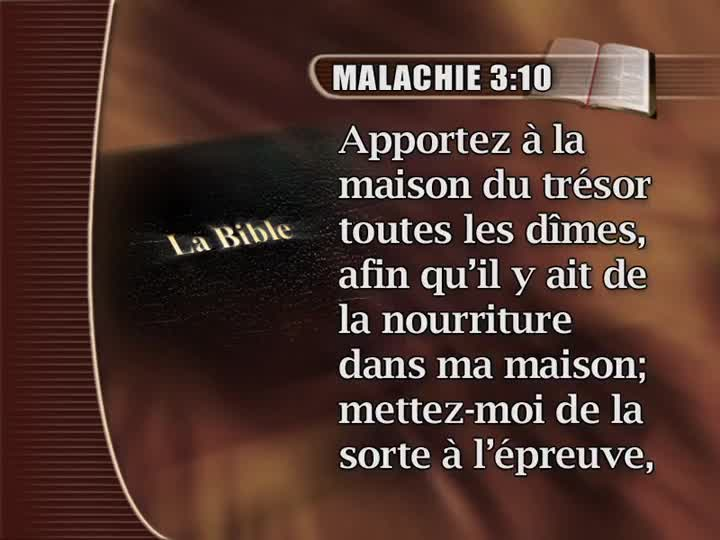 MALACHIE 3:10
La Bible
Apportez à la
maison du trésor
toutes les dîmes,
afin qu'il y ait de
la nourriture
dans ma maison;
mettez-moi de la
sorte à l'épreuve,